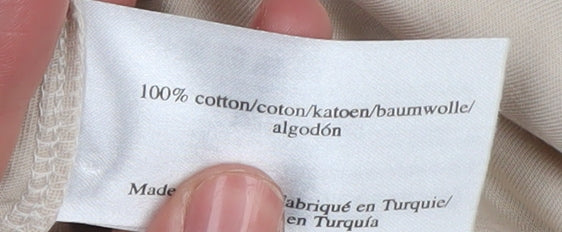 100% cotton/coton/katoen/baumwolle/
algodón
Made abriqué en Turquie/
en Turquía